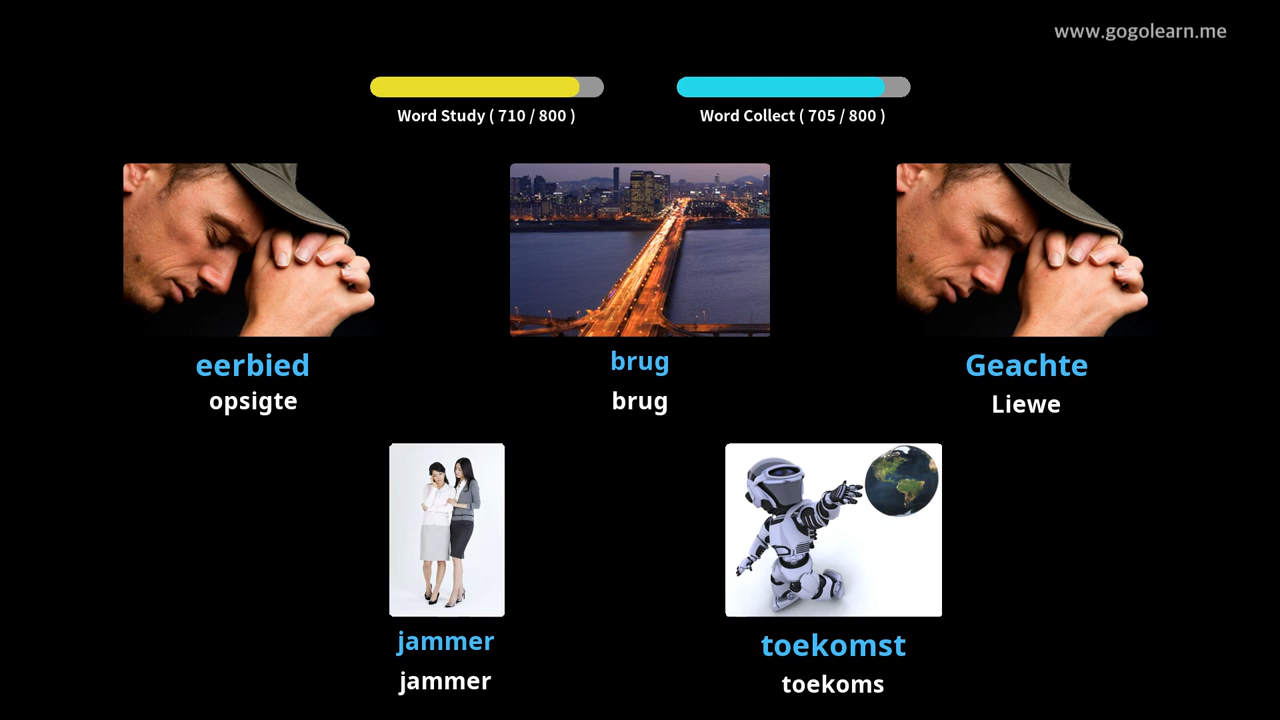 www.gogolearn.me
Word Study ( 710 / 800 )
Word Collect ( 705 / 800 )
eerbied
opsigte
brug
brug
Geachte
Liewe
jammer
jammer
toekomst
toekoms